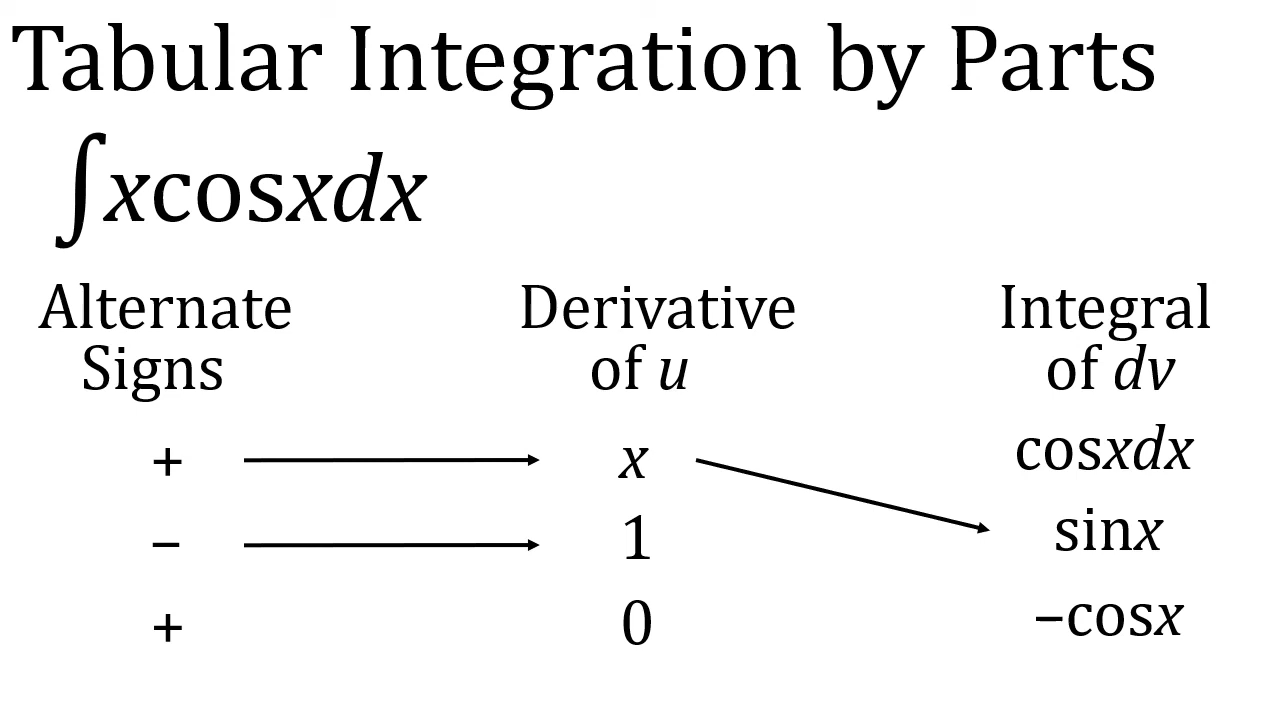 Tabular Integration by Parts
∫xcosxdx
Alternate Signs
Derivative of u
Integral of dv
+ x cosxdx
− 1 sinx
+ 0 −cosx